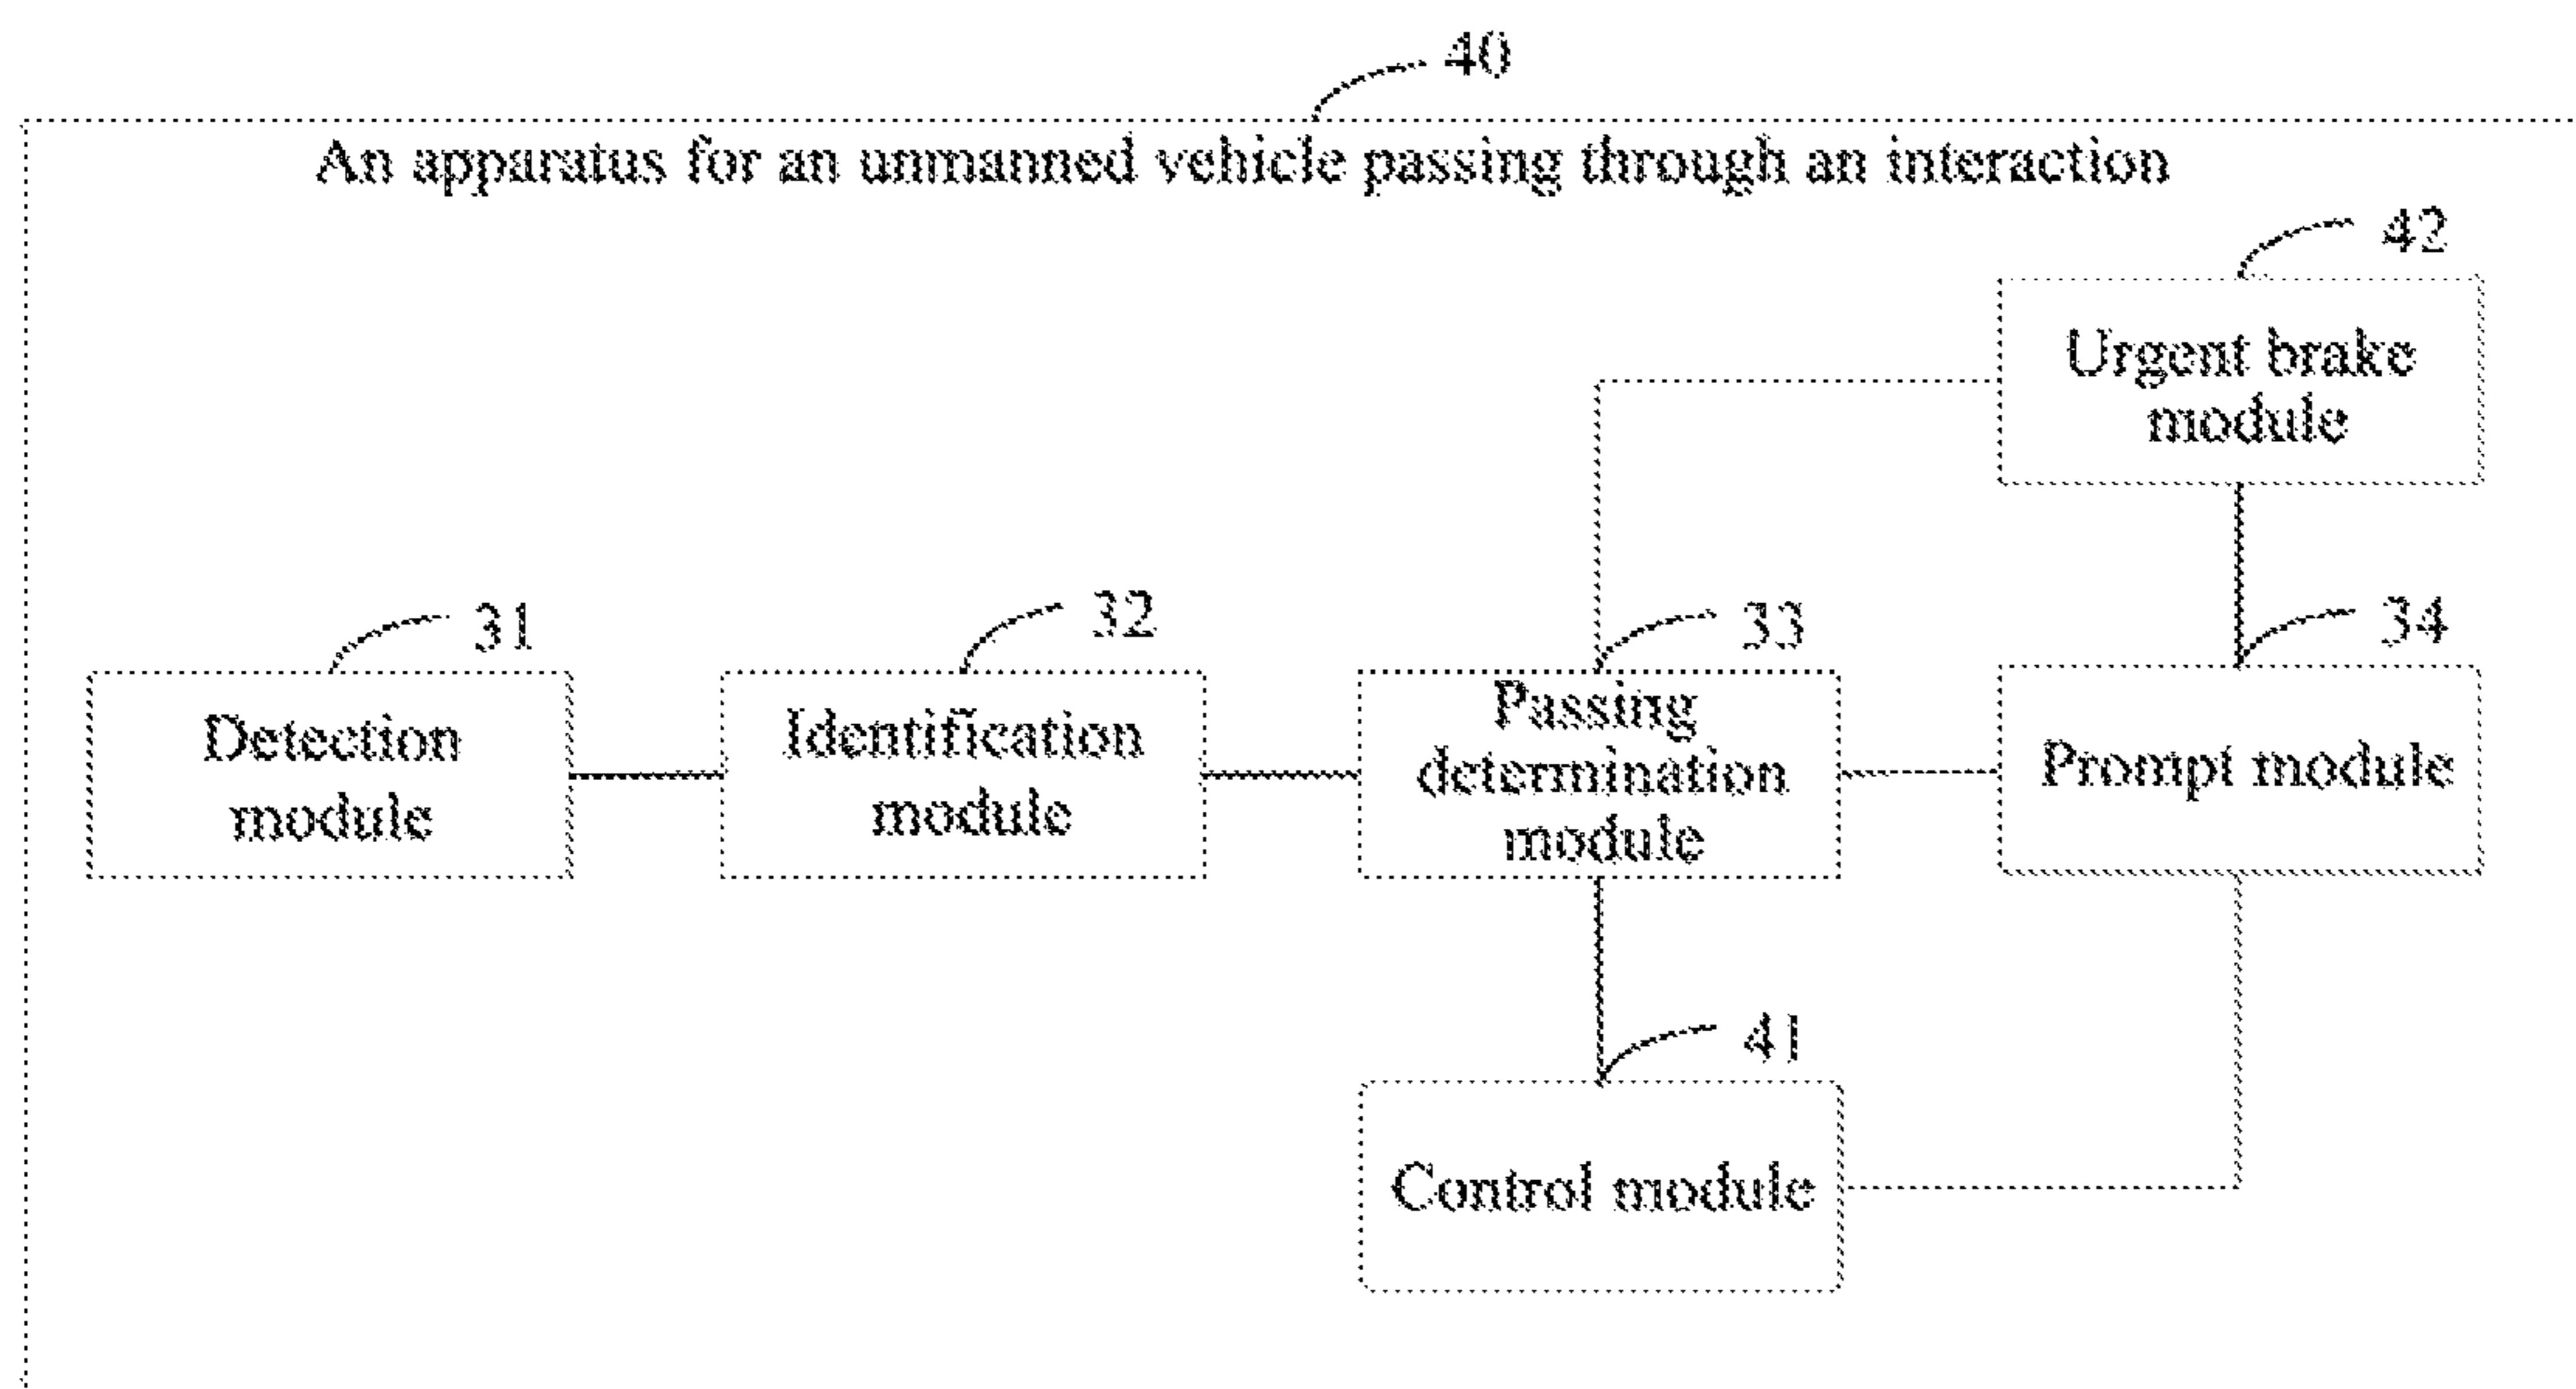 40
An apparatus for an unmanned vehicle passing through an interaction
42
Urgent brake
module
31
32
33
34
Detection
module
Identification
module
Passing
determination
module
Prompt module
41
Control module